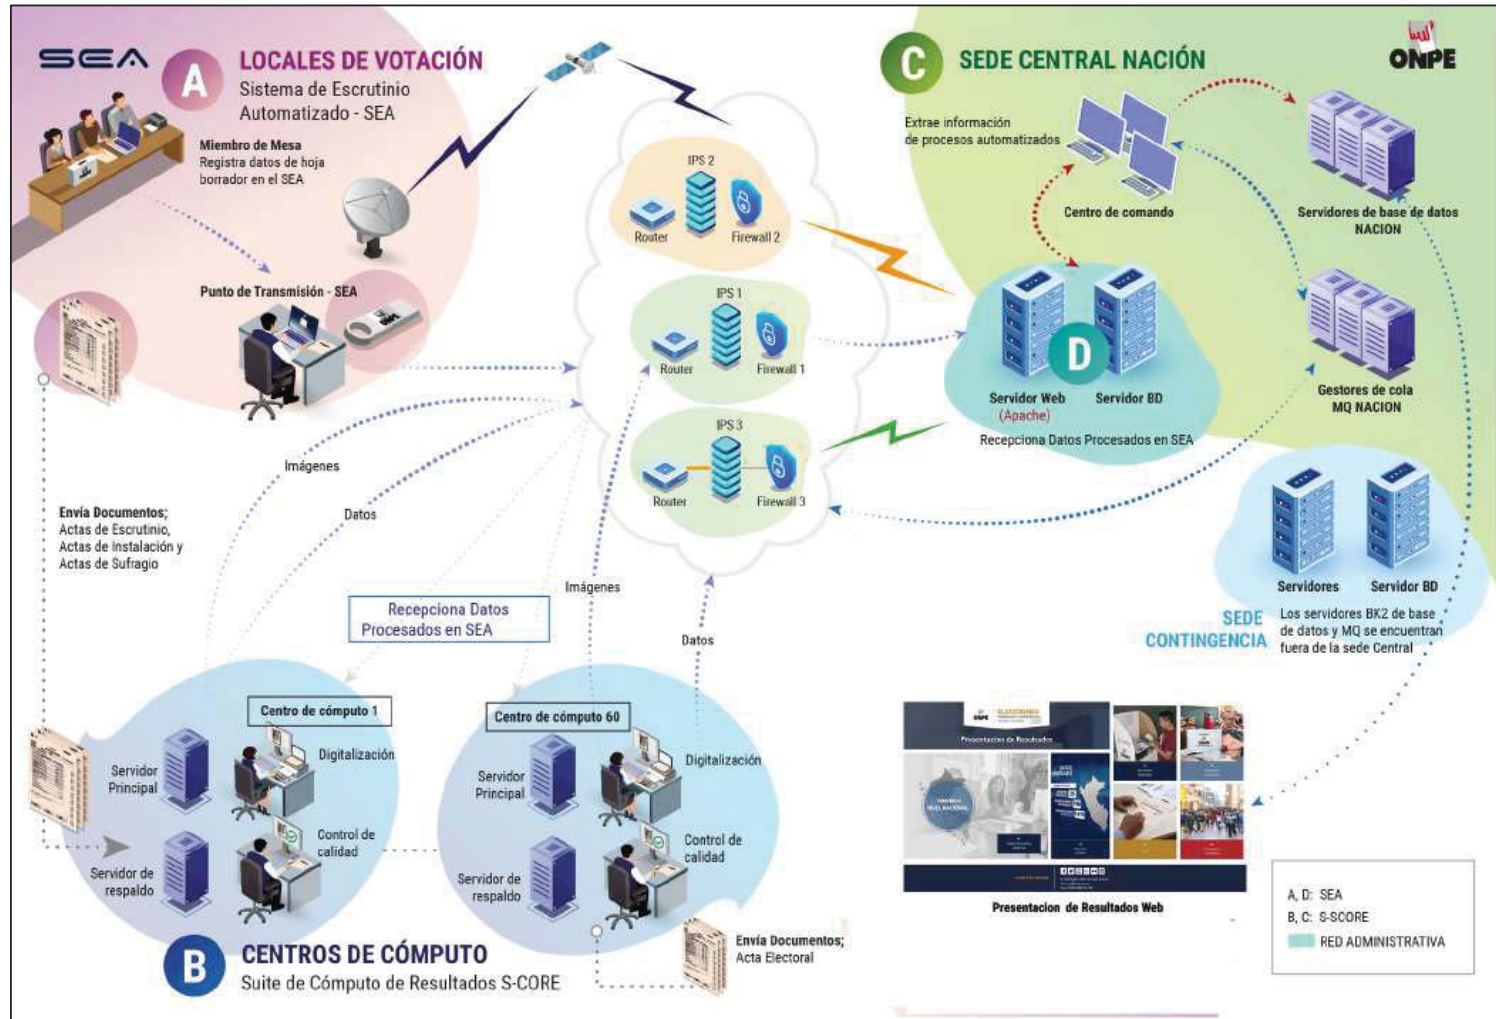 SEA
A
LOCALES DE VOTACIÓN
Sistema de Escrutinio
Automatizado - SEA
Miembro de Mesa
Registra datos de hoja
borrador en el SEA
Punto de Transmisión - SEA
Envía Documentos;
Actas de Escrutinio,
Actas de Instalación y
Actas de Sufragio
Imágenes
Datos
Recepciona Datos
Procesados en SEA
Imágenes
Datos
IPS 2
Router
Firewall 2
IPS 1
Router
Firewall 1
IPS 3
Router
Firewall 3
C
SEDE CENTRAL NACIÓN
ONPE
Extrae información
de procesos automatizados
Centro de comando
Servidores de base de datos
NACION
D
Servidor Web
(Apache)
Servidor BD
Recepciona Datos Procesados en SEA
Gestores de cola
MQ NACION
Servidores
Servidor BD
SEDE
CONTINGENCIA
Los servidores BK2 de base
de datos y MQ se encuentran
fuera de la sede Central
Centro de cómputo 1
Digitalización
Servidor
Principal
Control de
calidad
Servidor de
respaldo
Centro de cómputo 60
Digitalización
Servidor
Principal
Control de
calidad
Servidor de
respaldo
B
CENTROS DE CÓMPUTO
Suite de Cómputo de Resultados S-CORE
Envía Documentos;
Acta Electoral
ONPE
ELECCIONES
Presentacion de Resultados
Presentacion de Resultados Web
A, D: SEA
B, C: S-SCORE
RED ADMINISTRATIVA